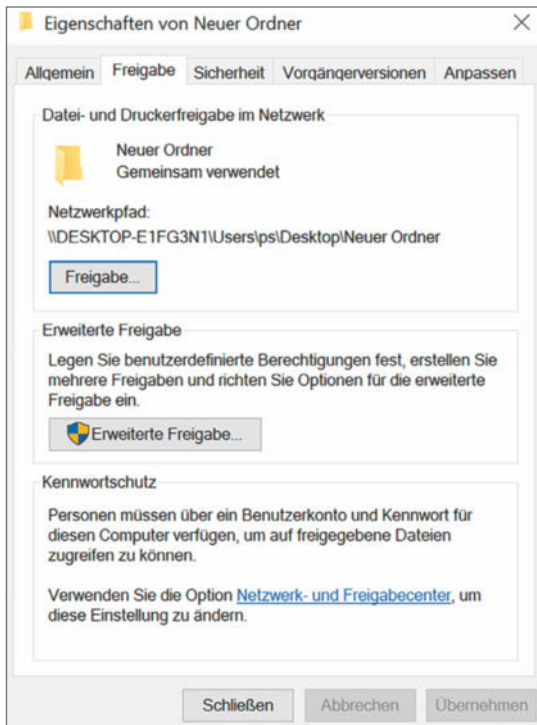 Eigenschaften von Neuer Ordner
Allgemein Freigabe Sicherheit Vorgängerversionen Anpassen
Datei- und Druckerfreigabe im Netzwerk
Neuer Ordner
Gemeinsam verwendet
Netzwerkpfad:
\\DESKTOP-E1FG3N1\Users\ps\Desktop\Neuer Ordner
Freigabe...
Erweiterte Freigabe
Legen Sie benutzerdefinierte Berechtigungen fest, erstellen Sie
mehrere Freigaben und richten Sie Optionen für die erweiterte
Freigabe ein.
Erweiterte Freigabe...
Kennwortschutz
Personen müssen über ein Benutzerkonto und Kennwort für
diesen Computer verfügen, um auf freigegebene Dateien
zugreifen zu können.
Verwenden Sie die Option Netzwerk- und Freigabecenter, um
diese Einstellung zu ändern.
Schließen Abbrechen Übernehmen